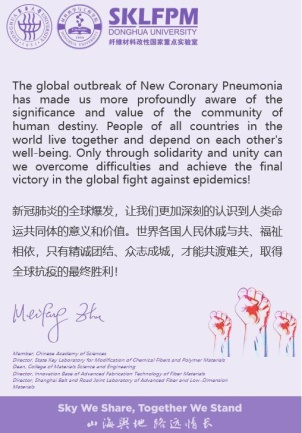 SKLFPM
DONGHUA UNIVERSITY
纤维材料改性国家重点实验室
The global outbreak of New Coronary Pneumonia
has made us more profoundly aware of the
significance and value of the community of
human destiny. People of all countries in the
world live together and depend on each other's
well-being. Only through solidarity and unity can
we overcome difficulties and achieve the final
victory in the global fight against epidemics!
新冠肺炎的全球爆发，让我们更加深刻的认识到人类命
运共同体的意义和价值。世界各国人民休戚与共、福祉
相依，只有精诚团结、众志成城，才能共渡难关，取得
全球抗疫的最终胜利！
Meifang Zhu
Member, Chinese Academy of Sciences
Director, State Key Laboratory for Modification of Chemical Fibers and Polymer Materials
Dean, College of Materials Science and Engineering
Director, Innovation Base of Advanced Fabrication Technology of Fiber Materials
Director, Shanghai Belt and Road Joint Laboratory of Advanced Fiber and Low-Dimension
Materials
Sky We Share, Together We Stand